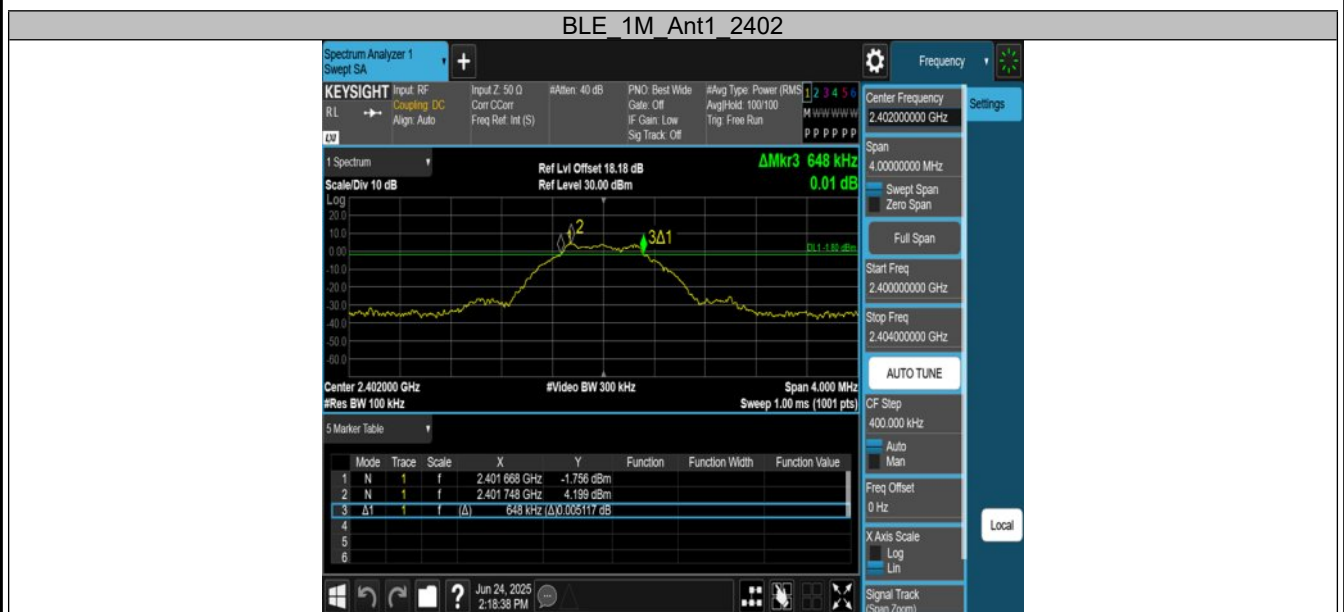 BLE_1M_Ant1_2402
Spectrum Analyzer 1
Swept SA
+
Frequency
KEYSIGHT
RL
LXI
Input: RF
Coupling: DC
Align: Auto
Input Z: 50 Ω
Corr CCorr
Freq Ref: Int (S)
#Atten: 40 dB
PNO: Best Wide
Gate: Off
IF Gain: Low
Sig Track: Off
#Avg Type: Power (RMS
Avg|Hold: 100/100
Trig: Free Run
1 2 3 4 5 6
M W W W W W
P P P P P P
Center Frequency
2.402000000 GHz
Settings
Span
4.00000000 MHz
Swept Span
Zero Span
Full Span
Start Freq
2.400000000 GHz
Stop Freq
2.404000000 GHz
AUTO TUNE
CF Step
400.000 kHz
Auto
Man
Freq Offset
0 Hz
X Axis Scale
Log
Lin
Signal Track
(Span Zoom)
Local
1 Spectrum
Scale/Div 10 dB
Log
Ref Lvl Offset 18.18 dB
Ref Level 30.00 dBm
ΔMkr3 648 kHz
0.01 dB
20.0
10.0
0.00
-10.0
-20.0
-30.0
-40.0
-50.0
-60.0
1
2
3Δ1
DL1 -1.80 dBm
Center 2.402000 GHz
#Res BW 100 kHz
#Video BW 300 kHz
Span 4.000 MHz
Sweep 1.00 ms (1001 pts)
5 Marker Table
Mode Trace Scale X Y Function Function Width Function Value
1 N 1 f 2.401 668 GHz -1.756 dBm
2 N 1 f 2.401 748 GHz 4.199 dBm
3 Δ1 1 f (Δ) 648 kHz (Δ)0.005117 dB
4
5
6
?
Jun 24, 2025
2:18:38 PM